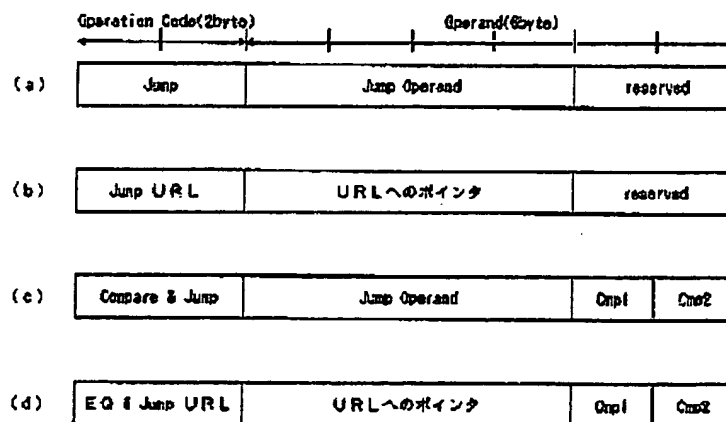 Operation Code(2byte) Operand(6byte)
(a) Jump Jump Operand reserved
(b) Jump URL URLへのポインタ reserved
(c) Compare & Jump Jump Operand Cmp1 Cmp2
(d) EQ & Jump URL URLへのポインタ Cmp1 Cmp2